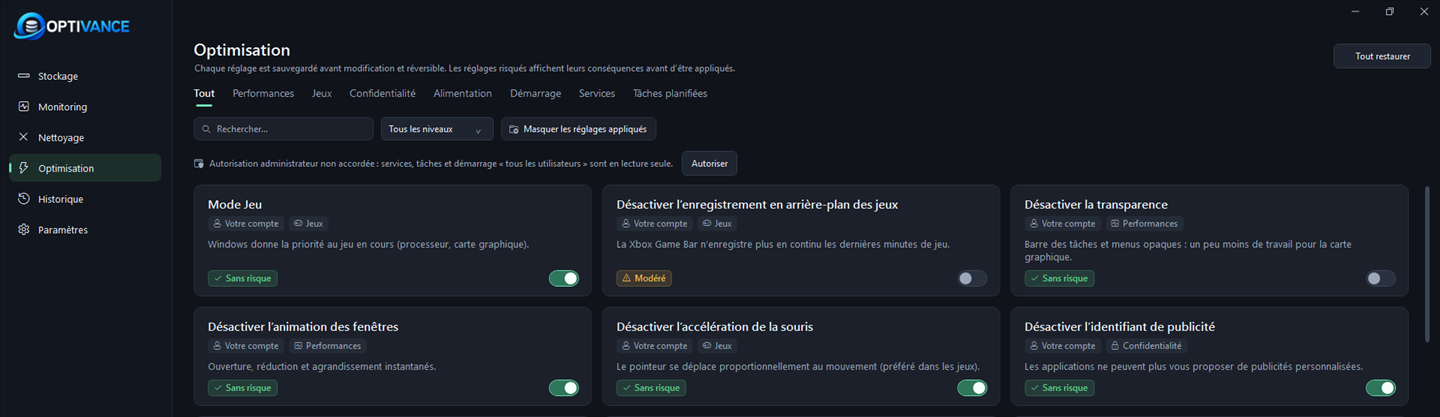 OPTIVANCE
Stockage
Monitoring
Nettoyage
Optimisation
Historique
Paramètres
Optimisation
Chaque réglage est sauvegardé avant modification et réversible. Les réglages risqués affichent leurs conséquences avant d'être appliqués.
Tout restaurer
Tout Performances Jeux Confidentialité Alimentation Démarrage Services Tâches planifiées
Rechercher... Tous les niveaux Masquer les réglages appliqués
Autorisation administrateur non accordée : services, tâches et démarrage « tous les utilisateurs » sont en lecture seule. Autoriser
Mode Jeu
Votre compte Jeux
Windows donne la priorité au jeu en cours (processeur, carte graphique).
Sans risque
Désactiver l'enregistrement en arrière-plan des jeux
Votre compte Jeux
La Xbox Game Bar n'enregistre plus en continu les dernières minutes de jeu.
Modéré
Désactiver la transparence
Votre compte Performances
Barre des tâches et menus opaques : un peu moins de travail pour la carte
graphique.
Sans risque
Désactiver l'animation des fenêtres
Votre compte Performances
Ouverture, réduction et agrandissement instantanés.
Sans risque
Désactiver l'accélération de la souris
Votre compte Jeux
Le pointeur se déplace proportionnellement au mouvement (préféré dans les jeux).
Sans risque
Désactiver l'identifiant de publicité
Votre compte Confidentialité
Les applications ne peuvent plus vous proposer de publicités personnalisées.
Sans risque